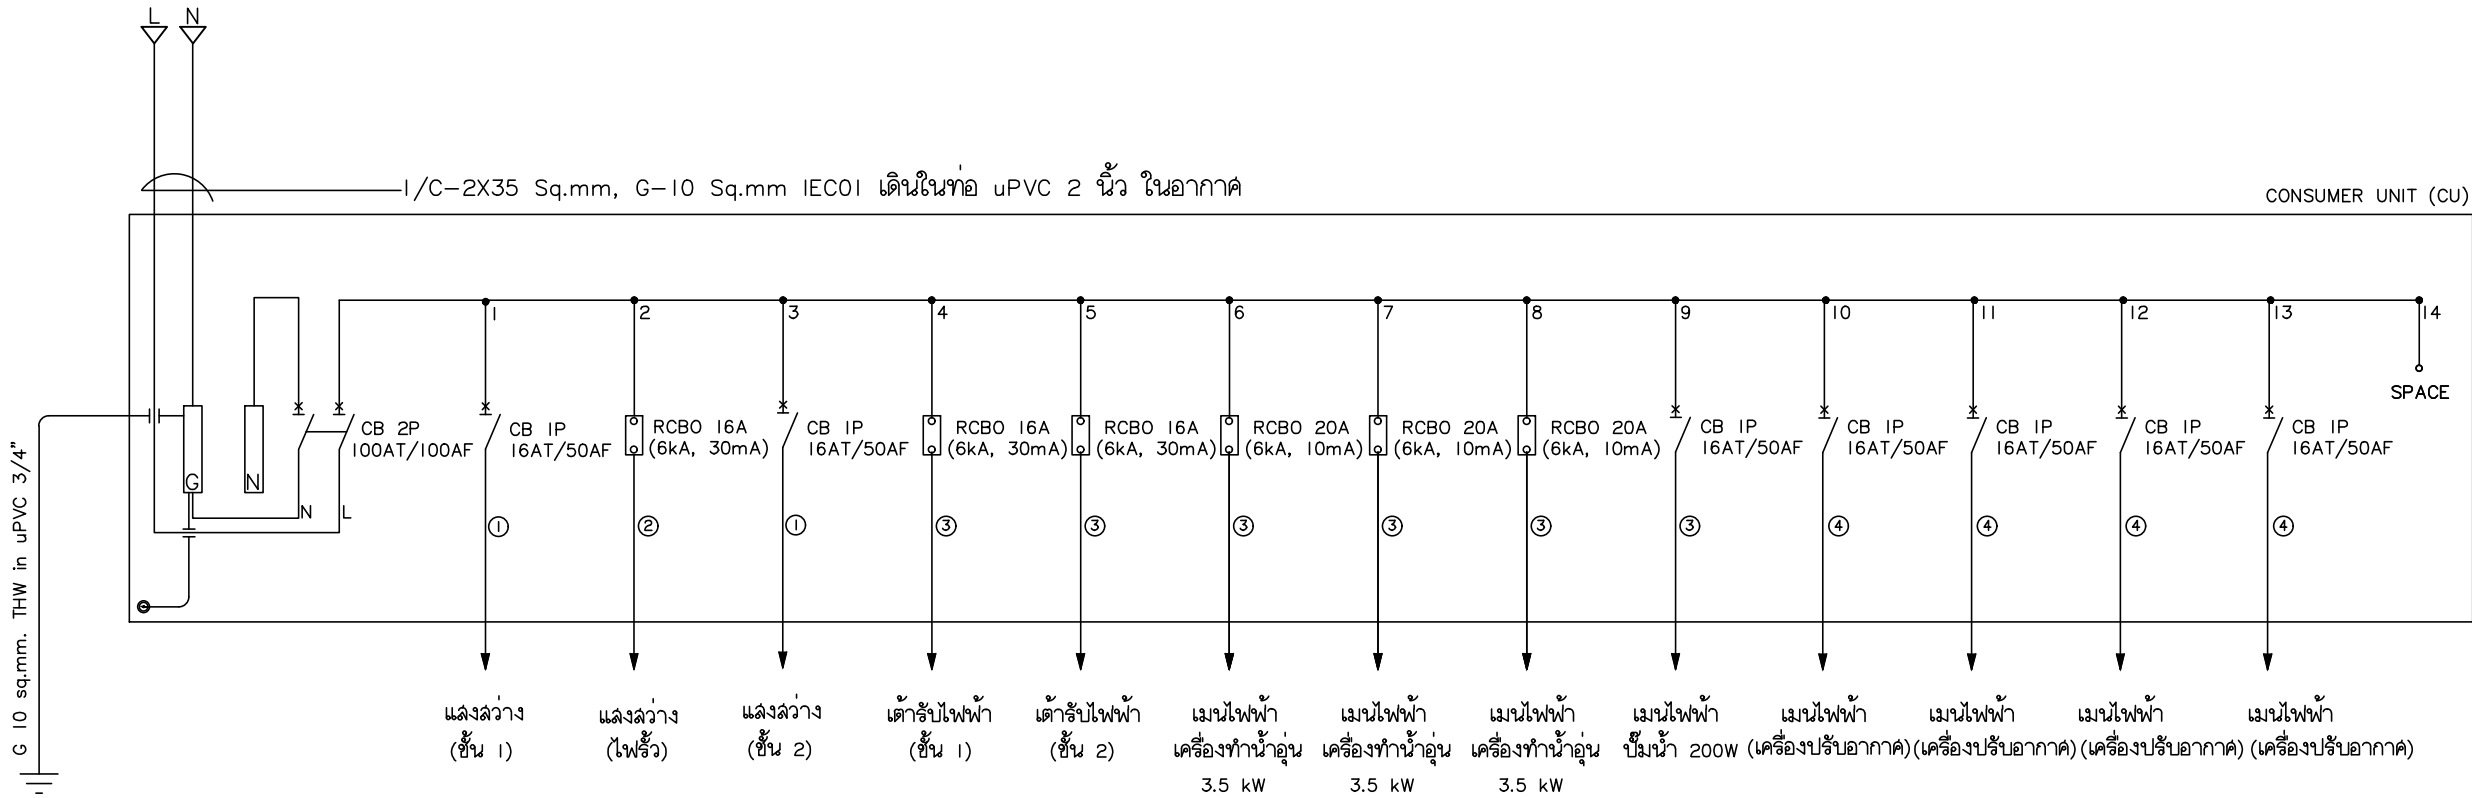 L N
1/C-2X35 Sq.mm, G-10 Sq.mm IEC01 เดินในท่อ uPVC 2 นิ้ว ในอากาศ
CONSUMER UNIT (CU)
1 2 3 4 5 6 7 8 9 10 11 12 13 14
SPACE
G 10 sq.mm. THW in uPVC 3/4"
G N
N L
CB 2P
100AT/100AF
CB 1P
16AT/50AF
RCBO 16A
(6kA, 30mA)
CB 1P
16AT/50AF
RCBO 16A
(6kA, 30mA)
RCBO 16A
(6kA, 30mA)
RCBO 20A
(6kA, 10mA)
RCBO 20A
(6kA, 10mA)
RCBO 20A
(6kA, 10mA)
CB 1P
16AT/50AF
CB 1P
16AT/50AF
CB 1P
16AT/50AF
CB 1P
16AT/50AF
CB 1P
16AT/50AF
1 2 1 3 3 3 3 3 3 4 4 4 4
แสงสว่าง
(ชั้น 1)
แสงสว่าง
(ไฟรั้ว)
แสงสว่าง
(ชั้น 2)
เต้ารับไฟฟ้า
(ชั้น 1)
เต้ารับไฟฟ้า
(ชั้น 2)
เมนไฟฟ้า
เครื่องทำน้ำอุ่น
3.5 kW
เมนไฟฟ้า
เครื่องทำน้ำอุ่น
3.5 kW
เมนไฟฟ้า
เครื่องทำน้ำอุ่น
3.5 kW
เมนไฟฟ้า
ปั๊มน้ำ 200W
เมนไฟฟ้า
(เครื่องปรับอากาศ)
เมนไฟฟ้า
(เครื่องปรับอากาศ)
เมนไฟฟ้า
(เครื่องปรับอากาศ)
เมนไฟฟ้า
(เครื่องปรับอากาศ)